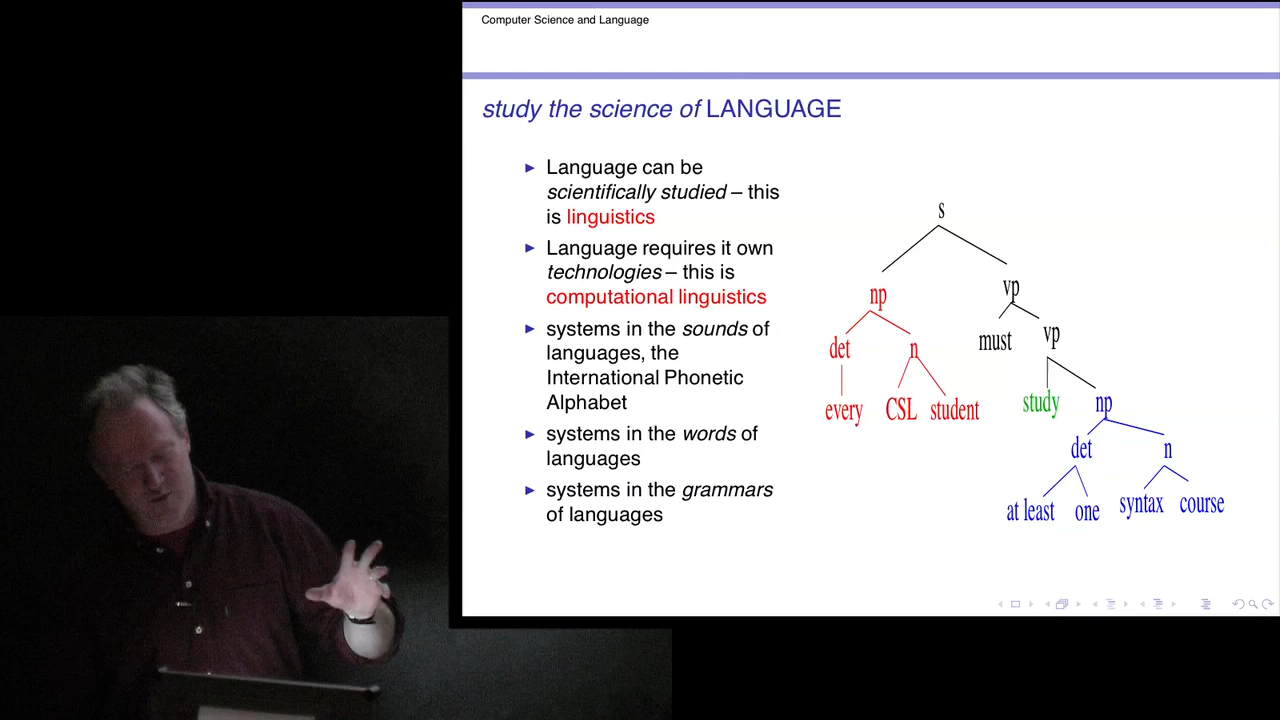 Computer Science and Language
study the science of LANGUAGE
Language can be
scientifically studied – this
is linguistics
Language requires it own
technologies – this is
computational linguistics
systems in the sounds of
languages, the
International Phonetic
Alphabet
systems in the words of
languages
systems in the grammars
of languages
s
np vp
det n must vp
every CSL student study np
det n
at least one syntax course